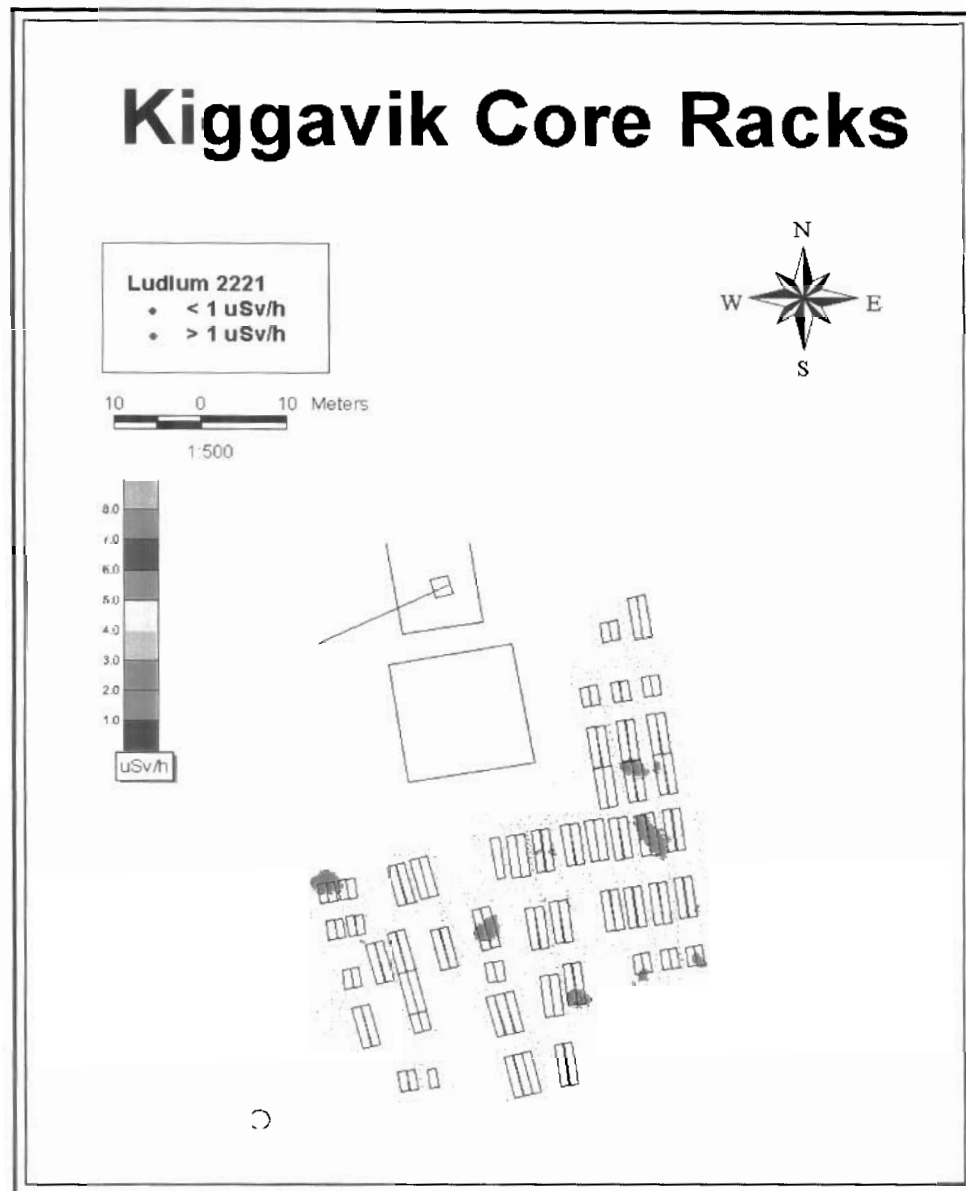 Kiggavik Core Racks
N
W E
S
Ludlum 2221
• < 1 uSv/h
• > 1 uSv/h
10 0 10 Meters
1:500
8.0
7.0
6.0
5.0
4.0
3.0
2.0
1.0
uSv/h